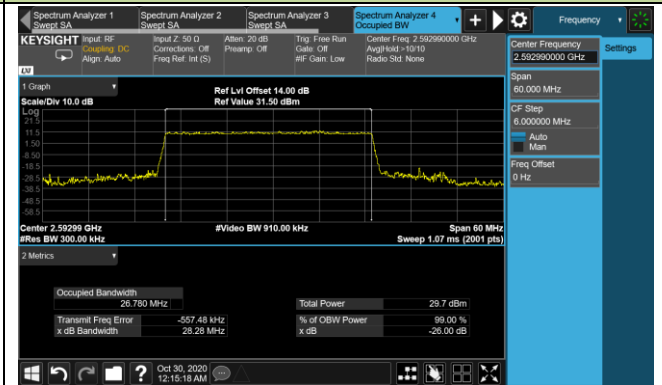 Spectrum Analyzer 1
Swept SA
Spectrum Analyzer 2
Swept SA
Spectrum Analyzer 3
Swept SA
Spectrum Analyzer 4
Occupied BW
Frequency
KEYSIGHT
Input: RF
Coupling: DC
Align: Auto
Input Z: 50 Ω
Corrections: Off
Freq Ref: Int (S)
Atten: 20 dB
Preamp: Off
Trig: Free Run
Gate: Off
#IF Gain: Low
Center Freq: 2.592990000 GHz
Avg|Hold:>10/10
Radio Std: None
LXI
Center Frequency
2.592990000 GHz
Settings
Span
60.000 MHz
CF Step
6.000000 MHz
Auto
Man
Freq Offset
0 Hz
1 Graph
Scale/Div 10.0 dB
Ref Lvl Offset 14.00 dB
Ref Value 31.50 dBm
Log
21.5
11.5
1.50
-8.50
-18.5
-28.5
-38.5
-48.5
-58.5
Center 2.59299 GHz
#Res BW 300.00 kHz
#Video BW 910.00 kHz
Span 60 MHz
Sweep 1.07 ms (2001 pts)
2 Metrics
Occupied Bandwidth
26.780 MHz
Total Power 29.7 dBm
Transmit Freq Error -557.48 kHz
% of OBW Power 99.00 %
x dB Bandwidth 28.28 MHz
x dB -26.00 dB
?
Oct 30, 2020
12:15:18 AM